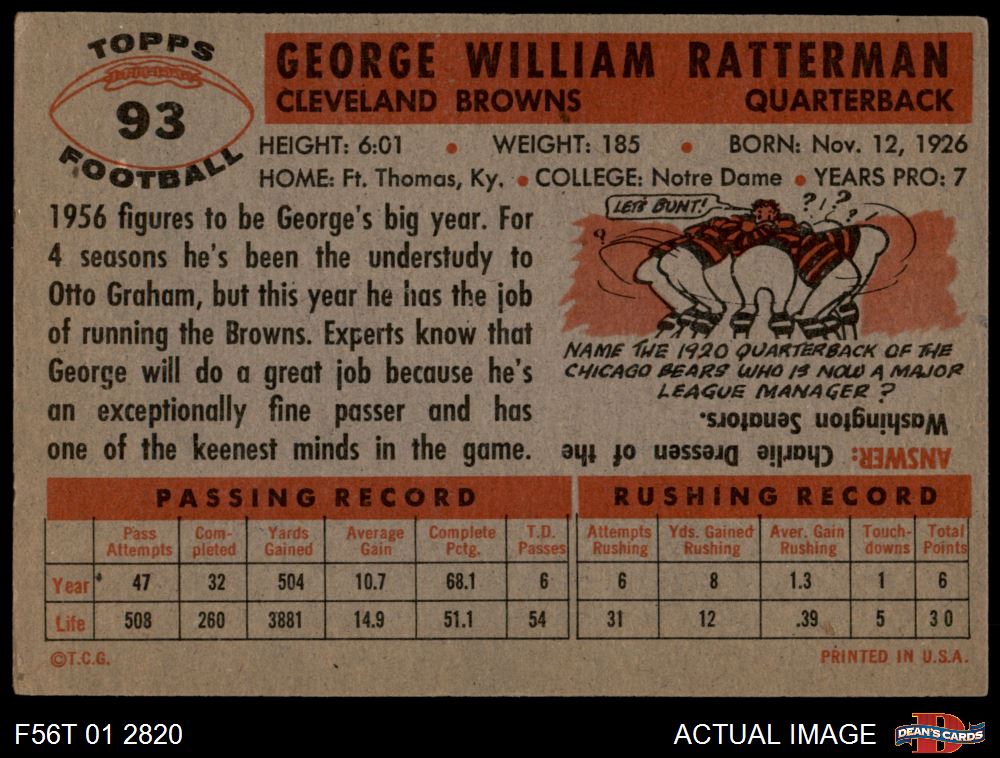 TOPPS
93
FOOTBALL
GEORGE WILLIAM RATTERMAN
CLEVELAND BROWNS QUARTERBACK
HEIGHT: 6:01 • WEIGHT: 185 • BORN: Nov. 12, 1926
HOME: Ft. Thomas, Ky. • COLLEGE: Notre Dame • YEARS PRO: 7
1956 figures to be George's big year. For
4 seasons he's been the understudy to
Otto Graham, but this year he has the job
of running the Browns. Experts know that
George will do a great job because he's
an exceptionally fine passer and has
one of the keenest minds in the game.
LET'S BUNT!
? ! ? ?
?
NAME THE 1920 QUARTERBACK OF THE
CHICAGO BEARS WHO IS NOW A MAJOR
LEAGUE MANAGER ?
ANSWER: Charlie Dressen of the
Washington Senators.
PASSING RECORD
Pass Attempts Com-pleted Yards Gained Average Gain Complete Pctg. T.D. Passes
Year 47 32 504 10.7 68.1 6
Life 508 260 3881 14.9 51.1 54
RUSHING RECORD
Attempts Rushing Yds. Gained Rushing Aver. Gain Rushing Touch-downs Total Points
6 8 1.3 1 6
31 12 .39 5 30
©T.C.G. PRINTED IN U.S.A.
F56T 01 2820 ACTUAL IMAGE D DEAN'S CARDS